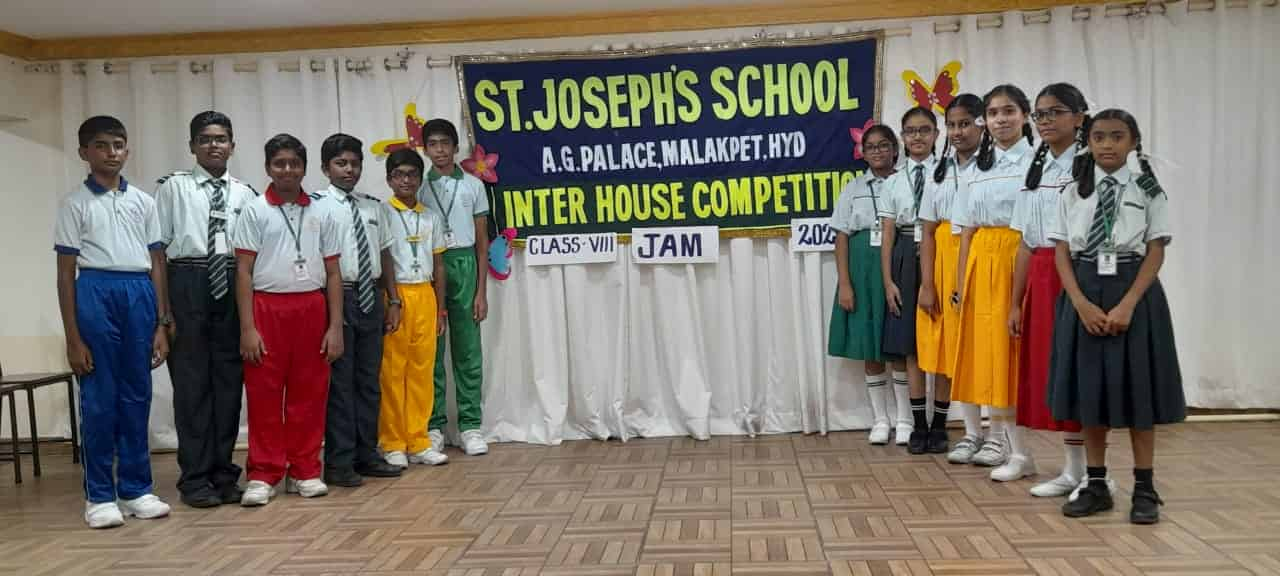 ST.JOSEPH'S SCHOOL
A.G.PALACE,MALAKPET,HYD
INTER HOUSE COMPETITION
CLASS-VIII
JAM